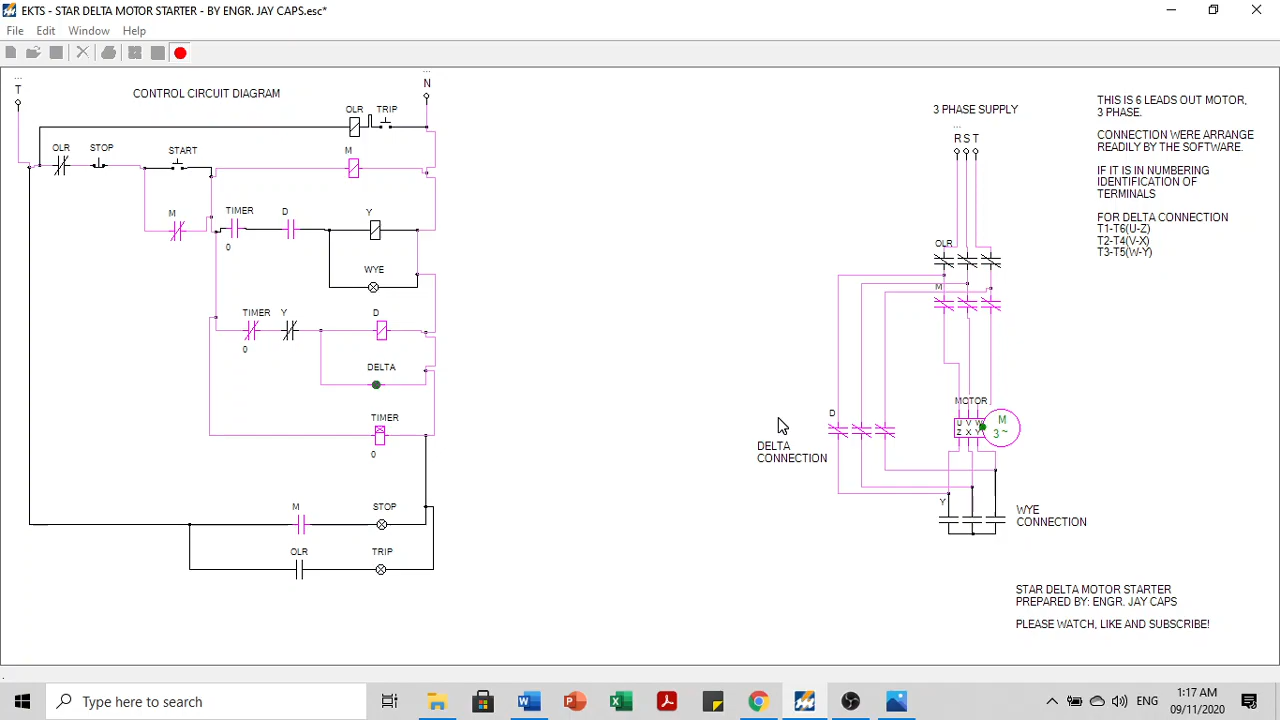 EKTS - STAR DELTA MOTOR STARTER - BY ENGR. JAY CAPS.esc*
File Edit Window Help
...
T
CONTROL CIRCUIT DIAGRAM
...
N
OLR TRIP
OLR STOP START M
M TIMER D Y
0
WYE
TIMER Y D
0
DELTA
TIMER
0
M STOP
OLR TRIP
3 PHASE SUPPLY
...
R S T
OLR
M
MOTOR
U V W
Z X Y
M
3 ~
D
DELTA
CONNECTION
Y
WYE
CONNECTION
THIS IS 6 LEADS OUT MOTOR,
3 PHASE.
CONNECTION WERE ARRANGE
READILY BY THE SOFTWARE.
IF IT IS IN NUMBERING
IDENTIFICATION OF
TERMINALS
FOR DELTA CONNECTION
T1-T6(U-Z)
T2-T4(V-X)
T3-T5(W-Y)
STAR DELTA MOTOR STARTER
PREPARED BY: ENGR. JAY CAPS
PLEASE WATCH, LIKE AND SUBSCRIBE!
Type here to search
ENG
1:17 AM
09/11/2020